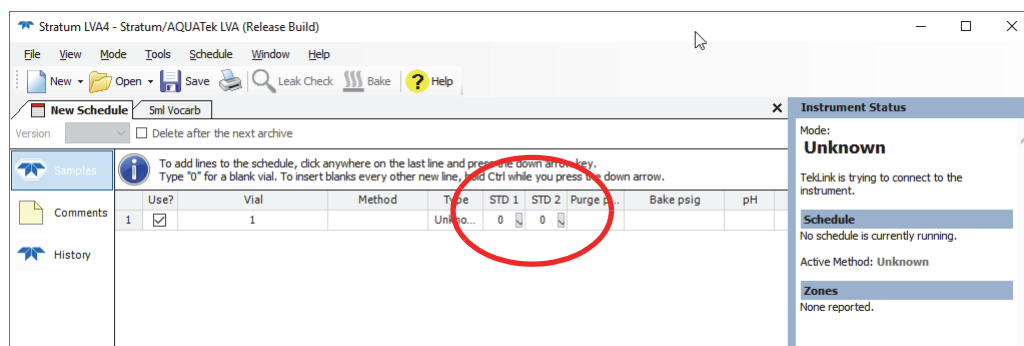 Stratum LVA4 - Stratum/AQUATek LVA (Release Build)
File View Mode Tools Schedule Window Help
New Open Save Leak Check Bake ? Help
New Schedule 5ml Vocarb
Version Delete after the next archive
Samples
Comments
History
To add lines to the schedule, click anywhere on the last line and press the down arrow key.
Type "0" for a blank vial. To insert blanks every other new line, hold Ctrl while you press the down arrow.
Use? Vial Method Type STD 1 STD 2 Purge p... Bake psig pH
1 1 Unkno... 0 0
Instrument Status
Mode:
Unknown
TekLink is trying to connect to the
instrument.
Schedule
No schedule is currently running.
Active Method: Unknown
Zones
None reported.